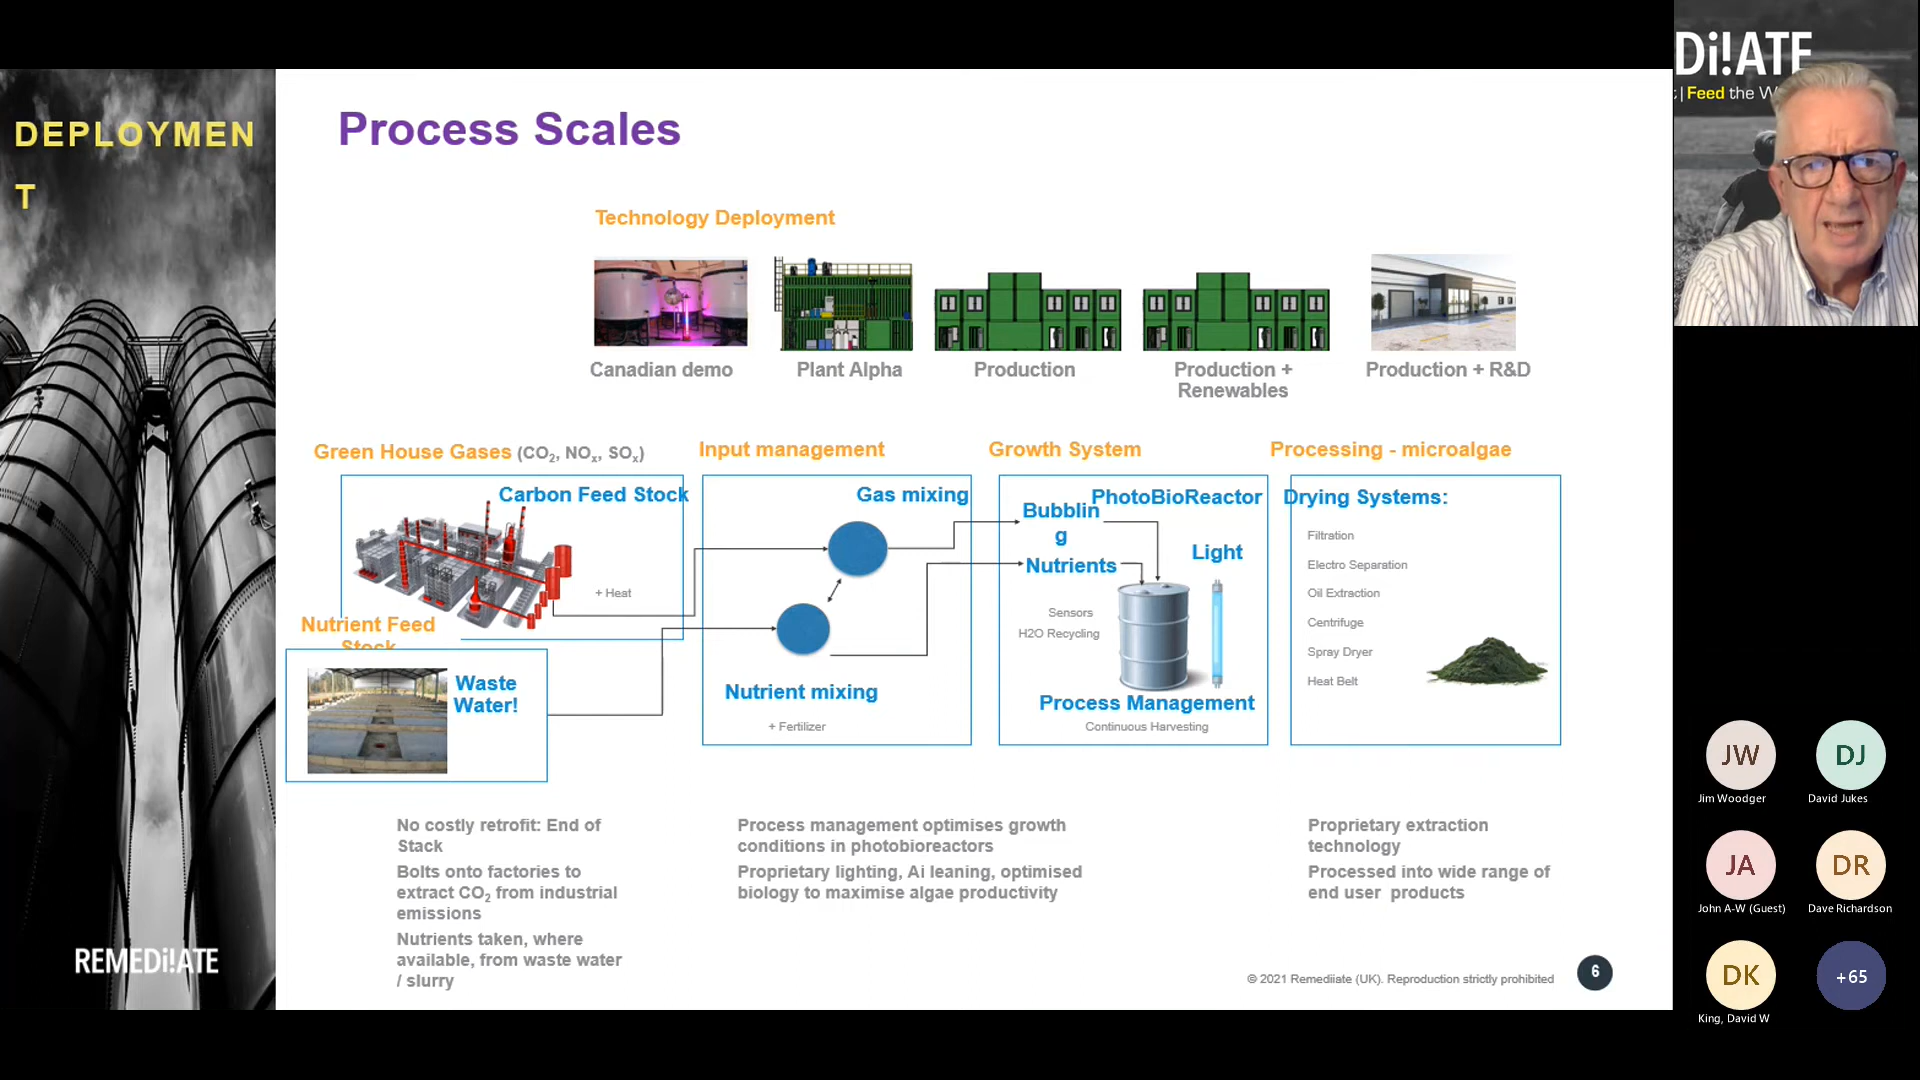 DEPLOYMEN
T
REMEDi!ATE
Process Scales
Technology Deployment
Canadian demo
Plant Alpha
Production
Production +
Renewables
Production + R&D
Green House Gases (CO2, NOx, SOx)
Carbon Feed Stock
+ Heat
Nutrient Feed
Stock
Waste
Water!
Input management
Gas mixing
Nutrient mixing
+ Fertilizer
Growth System
PhotoBioReactor
Bubblin
g
Nutrients
Light
Sensors
H2O Recycling
Process Management
Continuous Harvesting
Processing - microalgae
Drying Systems:
Filtration
Electro Separation
Oil Extraction
Centrifuge
Spray Dryer
Heat Belt
No costly retrofit: End of
Stack
Bolts onto factories to
extract CO2 from industrial
emissions
Nutrients taken, where
available, from waste water
/ slurry
Process management optimises growth
conditions in photobioreactors
Proprietary lighting, Ai leaning, optimised
biology to maximise algae productivity
Proprietary extraction
technology
Processed into wide range of
end user products
© 2021 Remediiate (UK). Reproduction strictly prohibited
6
Di!ATE
| Feed the W
JW
Jim Woodger
DJ
David Jukes
JA
John A-W (Guest)
DR
Dave Richardson
DK
King, David W
+65